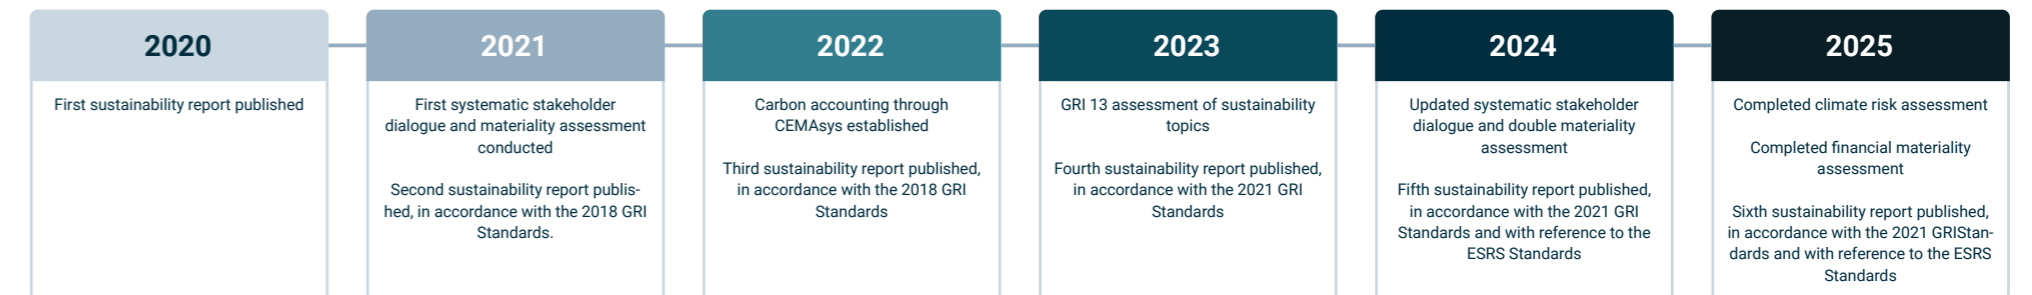 2020
First sustainability report published
2021
First systematic stakeholder
dialogue and materiality assessment
conducted
Second sustainability report publis-
hed, in accordance with the 2018 GRI
Standards.
2022
Carbon accounting through
CEMAsys established
Third sustainability report published,
in accordance with the 2018 GRI
Standards
2023
GRI 13 assessment of sustainability
topics
Fourth sustainability report published,
in accordance with the 2021 GRI
Standards
2024
Updated systematic stakeholder
dialogue and double materiality
assessment
Fifth sustainability report published,
in accordance with the 2021 GRI
Standards and with reference to the
ESRS Standards
2025
Completed climate risk assessment
Completed financial materiality
assessment
Sixth sustainability report published,
in accordance with the 2021 GRIStan-
dards and with reference to the ESRS
Standards